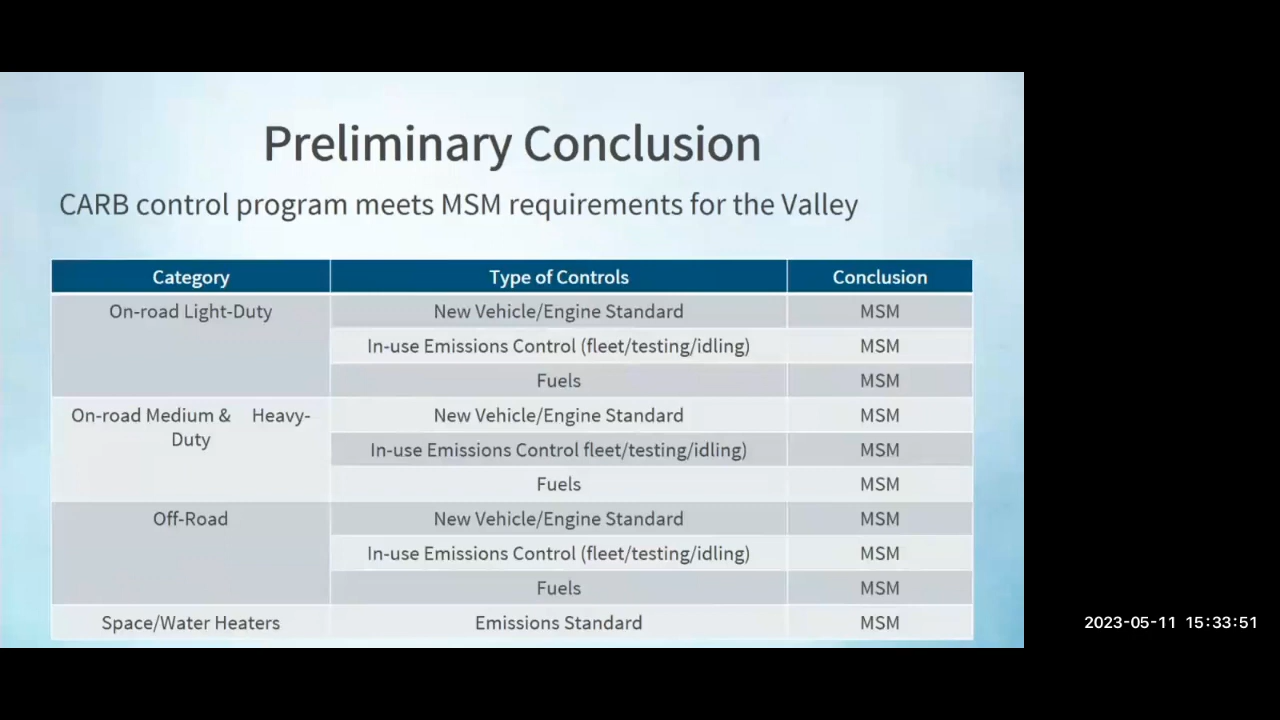 Preliminary Conclusion
CARB control program meets MSM requirements for the Valley
Category Type of Controls Conclusion
On-road Light-Duty New Vehicle/Engine Standard MSM
In-use Emissions Control (fleet/testing/idling) MSM
Fuels MSM
On-road Medium & Heavy-
Duty
New Vehicle/Engine Standard MSM
In-use Emissions Control fleet/testing/idling) MSM
Fuels MSM
Off-Road New Vehicle/Engine Standard MSM
In-use Emissions Control (fleet/testing/idling) MSM
Fuels MSM
Space/Water Heaters Emissions Standard MSM
2023-05-11 15:33:51